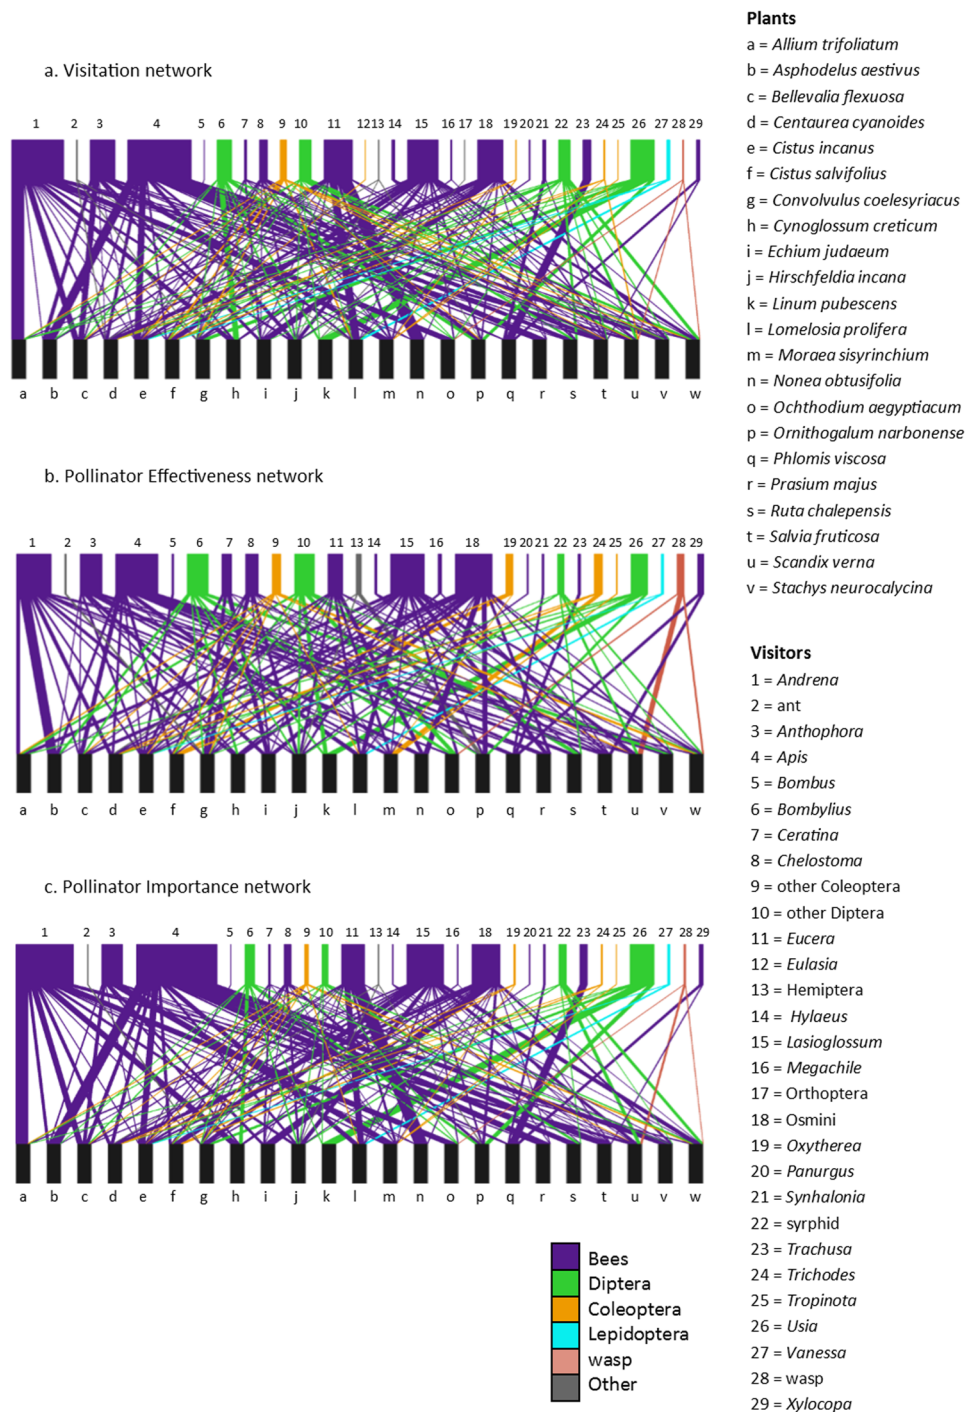 a. Visitation network
1 2 3 4 5 6 7 8 9 10 11 12 13 14 15 16 17 18 19 20 21 22 23 24 25 26 27 28 29
a b c d e f g h i j k l m n o p q r s t u v w
b. Pollinator Effectiveness network
1 2 3 4 5 6 7 8 9 10 11 13 14 15 16 18 19 20 21 22 23 24 25 26 27 28 29
a b c d e f g h i j k l m n o p q r s t u v w
c. Pollinator Importance network
1 2 3 4 5 6 7 8 9 10 11 13 14 15 16 18 19 20 21 22 23 24 25 26 27 28 29
a b c d e f g h i j k l m n o p q r s t u v w
Bees
Diptera
Coleoptera
Lepidoptera
wasp
Other
Plants
a = Allium trifoliatum
b = Asphodelus aestivus
c = Bellevalia flexuosa
d = Centaurea cyanoides
e = Cistus incanus
f = Cistus salvifolius
g = Convolvulus coelesyriacus
h = Cynoglossum creticum
i = Echium judaeum
j = Hirschfeldia incana
k = Linum pubescens
l = Lomelosia prolifera
m = Moraea sisyrinchium
n = Nonea obtusifolia
o = Ochthodium aegyptiacum
p = Ornithogalum narbonense
q = Phlomis viscosa
r = Prasium majus
s = Ruta chalepensis
t = Salvia fruticosa
u = Scandix verna
v = Stachys neurocalycina
Visitors
1 = Andrena
2 = ant
3 = Anthophora
4 = Apis
5 = Bombus
6 = Bombylius
7 = Ceratina
8 = Chelostoma
9 = other Coleoptera
10 = other Diptera
11 = Eucera
12 = Eulasia
13 = Hemiptera
14 = Hylaeus
15 = Lasioglossum
16 = Megachile
17 = Orthoptera
18 = Osmini
19 = Oxytherea
20 = Panurgus
21 = Synhalonia
22 = syrphid
23 = Trachusa
24 = Trichodes
25 = Tropinota
26 = Usia
27 = Vanessa
28 = wasp
29 = Xylocopa